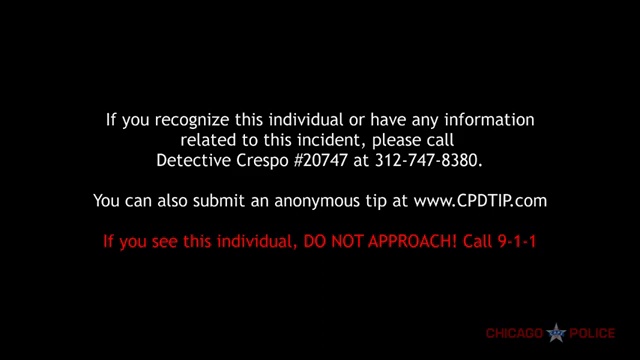 If you recognize this individual or have any information
related to this incident, please call
Detective Crespo #20747 at 312-747-8380.
You can also submit an anonymous tip at www.CPDTIP.com
If you see this individual, DO NOT APPROACH! Call 9-1-1
CHICAGO POLICE